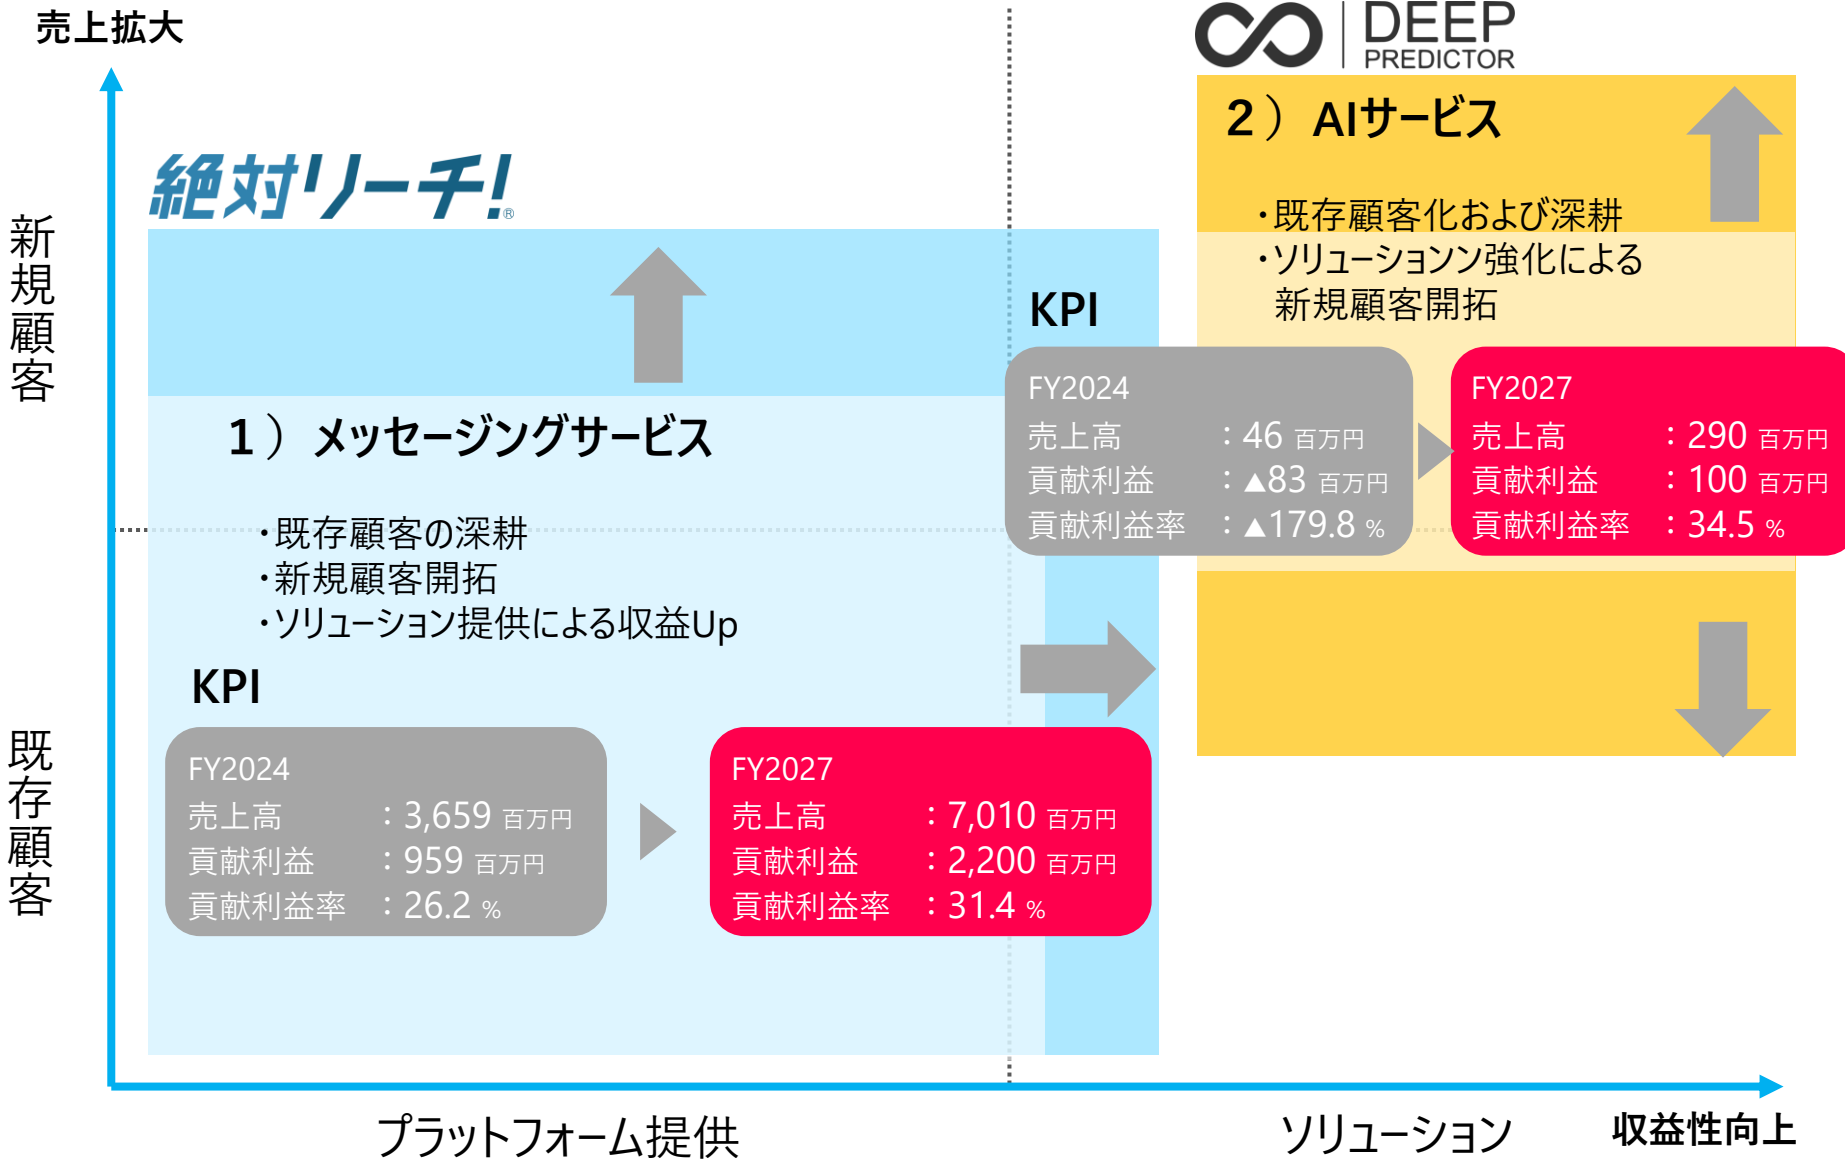 売上拡大
DEEP
PREDICTOR
2）AIサービス
・既存顧客化および深耕
・ソリューションン強化による
新規顧客開拓
絶対リーチ!®
新規顧客
KPI
FY2024
売上高 ：46 百万円
貢献利益 ：▲83 百万円
貢献利益率 ：▲179.8 %
FY2027
売上高 ：290 百万円
貢献利益 ：100 百万円
貢献利益率 ：34.5 %
1）メッセージングサービス
・既存顧客の深耕
・新規顧客開拓
・ソリューション提供による収益Up
既存顧客
KPI
FY2024
売上高 ：3,659 百万円
貢献利益 ：959 百万円
貢献利益率 ：26.2 %
FY2027
売上高 ：7,010 百万円
貢献利益 ：2,200 百万円
貢献利益率 ：31.4 %
プラットフォーム提供
ソリューション
収益性向上